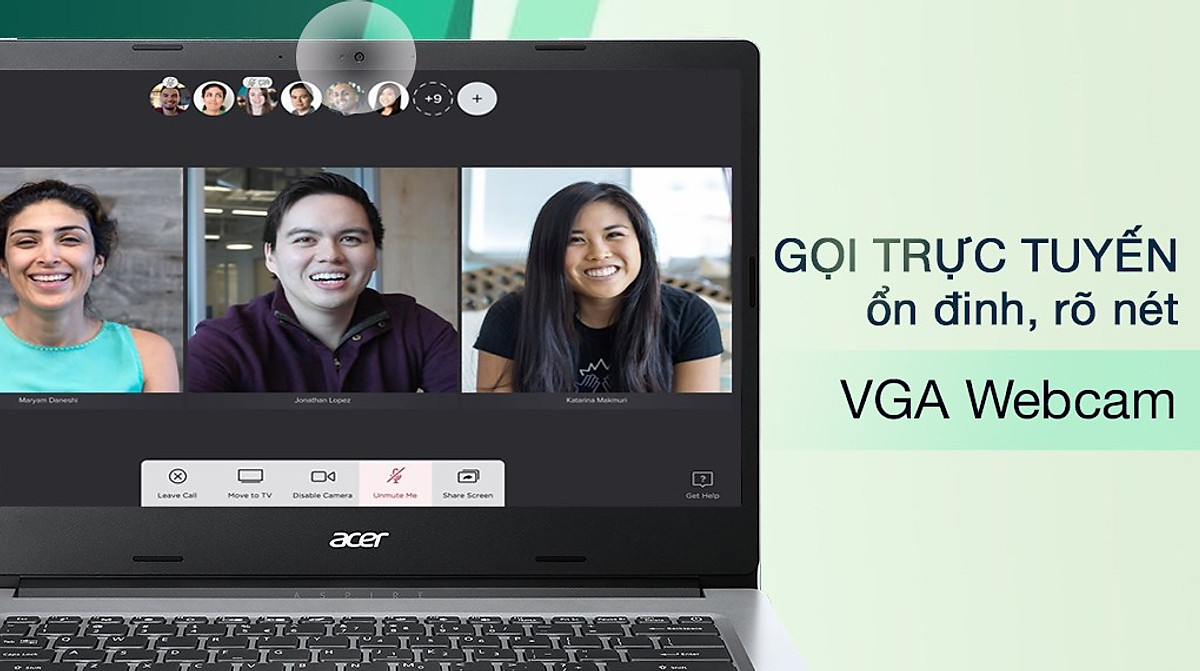 +9
+
GỌI TRỰC TUYẾN
ổn đinh, rõ nét
VGA Webcam
Maryam Daneshi
Jonathan Lopez
Katarina Makmuri
Leave Call
Move to TV
Disable Camera
Unmute Me
Share Screen
?
Get Help
acer
ASPIRE